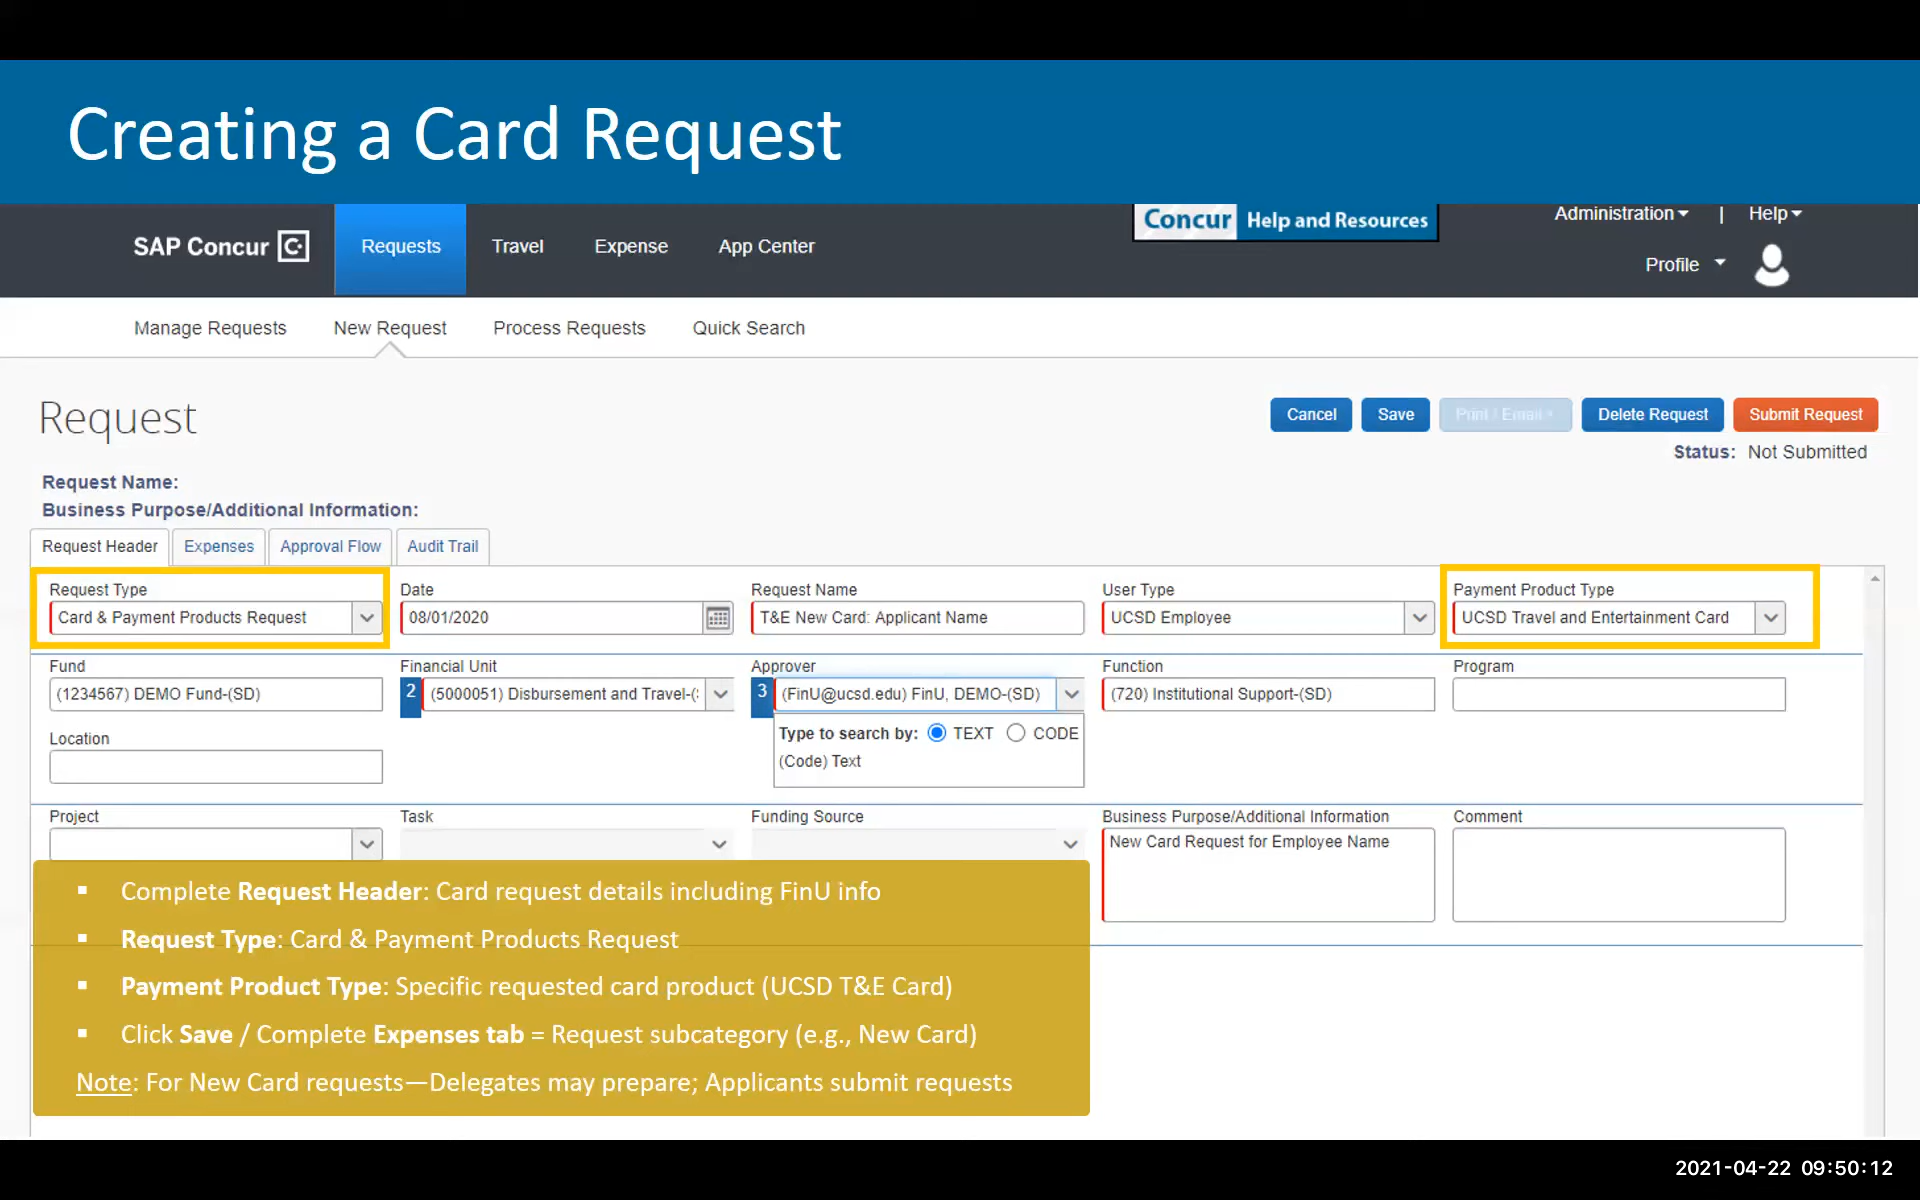 Creating a Card Request
Concur Help and Resources
Administration | Help
SAP Concur C Requests Travel Expense App Center
Profile
Manage Requests New Request Process Requests Quick Search
Request
Cancel Save Print / Email Delete Request Submit Request
Status: Not Submitted
Request Name:
Business Purpose/Additional Information:
Request Header Expenses Approval Flow Audit Trail
Request Type Date Request Name User Type Payment Product Type
Card & Payment Products Request 08/01/2020 T&E New Card: Applicant Name UCSD Employee UCSD Travel and Entertainment Card
Fund Financial Unit Approver Function Program
(1234567) DEMO Fund-(SD) 2 (5000051) Disbursement and Travel-(: 3 (FinU@ucsd.edu) FinU, DEMO-(SD) (720) Institutional Support-(SD)
Type to search by: TEXT CODE
Location
(Code) Text
Project Task Funding Source Business Purpose/Additional Information Comment
New Card Request for Employee Name
▪ Complete Request Header: Card request details including FinU info
▪ Request Type: Card & Payment Products Request
▪ Payment Product Type: Specific requested card product (UCSD T&E Card)
▪ Click Save / Complete Expenses tab = Request subcategory (e.g., New Card)
Note: For New Card requests—Delegates may prepare; Applicants submit requests
2021-04-22 09:50:12